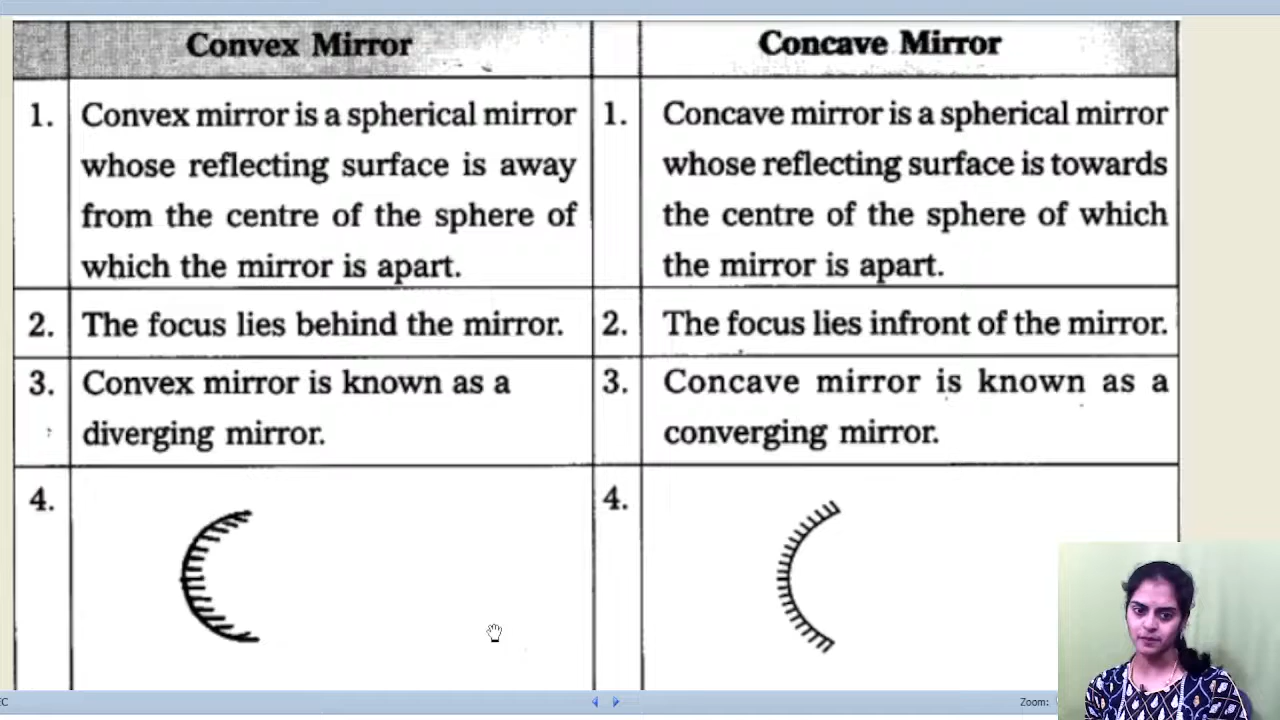 Convex Mirror
Concave Mirror
1. Convex mirror is a spherical mirror
whose reflecting surface is away
from the centre of the sphere of
which the mirror is apart.
1. Concave mirror is a spherical mirror
whose reflecting surface is towards
the centre of the sphere of which
the mirror is apart.
2. The focus lies behind the mirror.
2. The focus lies infront of the mirror.
3. Convex mirror is known as a
diverging mirror.
3. Concave mirror is known as a
converging mirror.
4.
4.
EC
Zoom: